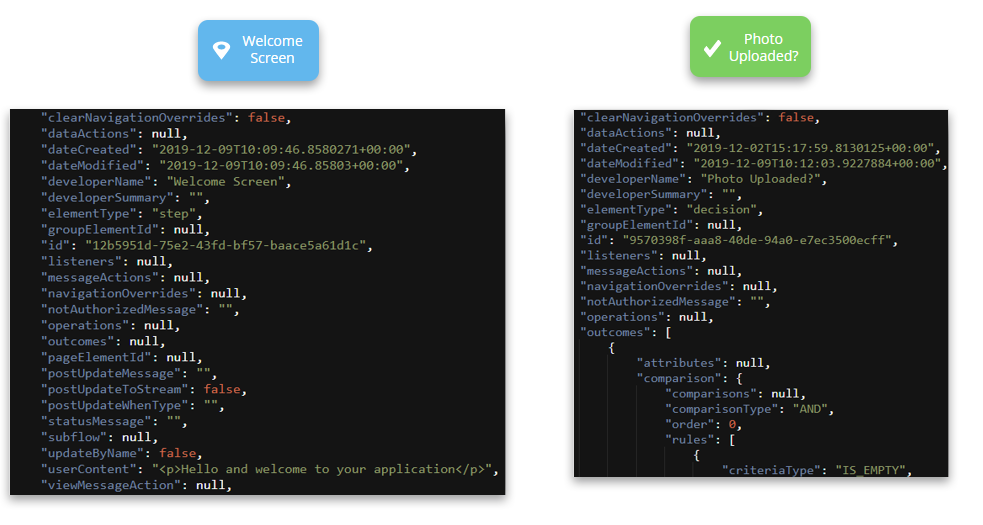 Welcome
Screen
"clearNavigationOverrides": false,
"dataActions": null,
"dateCreated": "2019-12-09T10:09:46.8580271+00:00",
"dateModified": "2019-12-09T10:09:46.85803+00:00",
"developerName": "Welcome Screen",
"developerSummary": "",
"elementType": "step",
"groupElementId": null,
"id": "12b5951d-75e2-43fd-bf57-baace5a61d1c",
"listeners": null,
"messageActions": null,
"navigationOverrides": null,
"notAuthorizedMessage": "",
"operations": null,
"outcomes": null,
"pageElementId": null,
"postUpdateMessage": "",
"postUpdateToStream": false,
"postUpdateWhenType": "",
"statusMessage": "",
"subflow": null,
"updateByName": false,
"userContent": "<p>Hello and welcome to your application</p>",
"viewMessageAction": null,
Photo
Uploaded?
"clearNavigationOverrides": false,
"dataActions": null,
"dateCreated": "2019-12-02T15:17:59.8130125+00:00",
"dateModified": "2019-12-09T10:12:03.9227884+00:00",
"developerName": "Photo Uploaded?",
"developerSummary": "",
"elementType": "decision",
"groupElementId": null,
"id": "9570398f-aaa8-40de-94a0-e7ec3500ecff",
"listeners": null,
"messageActions": null,
"navigationOverrides": null,
"notAuthorizedMessage": "",
"operations": null,
"outcomes": [
{
"attributes": null,
"comparison": {
"comparisons": null,
"comparisonType": "AND",
"order": 0,
"rules": [
{
"criteriaType": "IS_EMPTY",